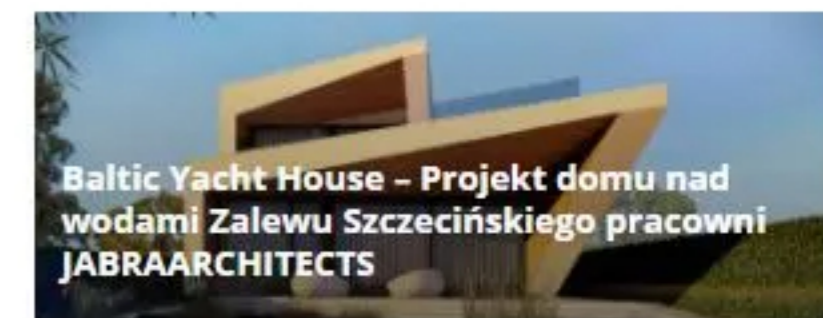 Baltic Yacht House – Projekt domu nad
wodami Zalewu Szczecińskiego pracowni
JABRAARCHITECTS